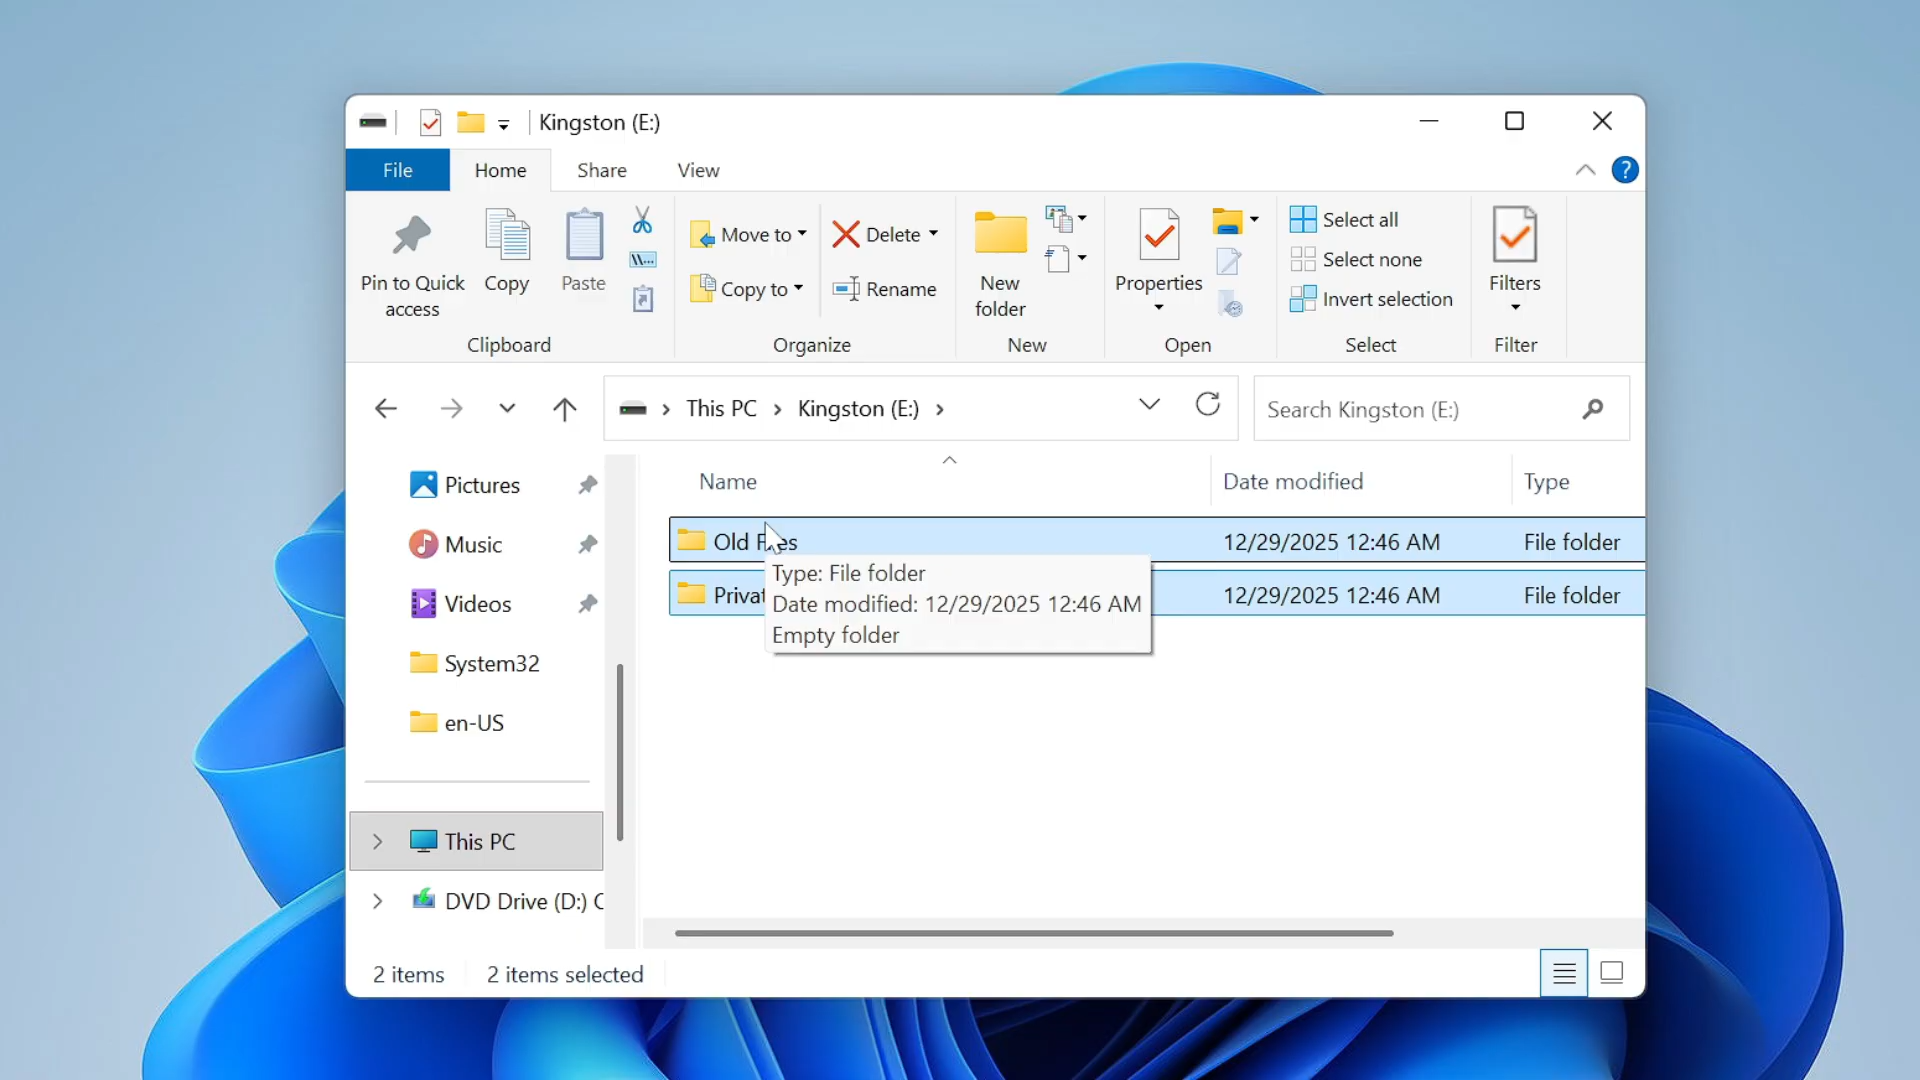 Kingston (E:)
File
Home
Share
View
?
Pin to Quick
access
Copy
Paste
W...
Move to
Copy to
Delete
Rename
New
folder
Properties
Select all
Select none
Invert selection
Filters
Clipboard
Organize
New
Open
Select
Filter
This PC
Kingston (E:)
Search Kingston (E:)
Pictures
Music
Videos
System32
en-US
This PC
DVD Drive (D:) C
Name
Date modified
Type
Old
12/29/2025 12:46 AM
File folder
Privat
12/29/2025 12:46 AM
File folder
Type: File folder
Date modified: 12/29/2025 12:46 AM
Empty folder
2 items
2 items selected